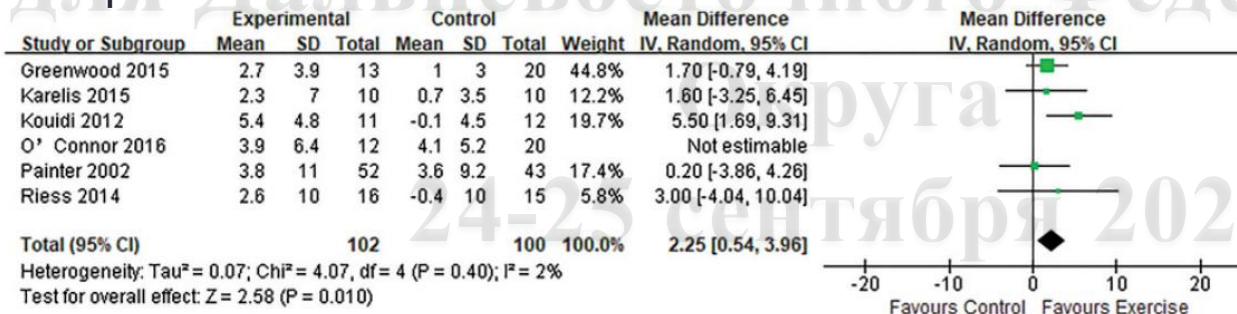 для Дальневосточного Феде
Experimental Control Mean Difference Mean Difference
Study or Subgroup Mean SD Total Mean SD Total Weight IV, Random, 95% CI IV, Random, 95% CI
Greenwood 2015 2.7 3.9 13 1 3 20 44.8% 1.70 [-0.79, 4.19]
Karelis 2015 2.3 7 10 0.7 3.5 10 12.2% 1.60 [-3.25, 6.45]
Kouidi 2012 5.4 4.8 11 -0.1 4.5 12 19.7% 5.50 [1.69, 9.31]
Округа
O’ Connor 2016 3.9 6.4 12 4.1 5.2 20 Not estimable
Painter 2002 3.8 11 52 3.6 9.2 43 17.4% 0.20 [-3.86, 4.26]
Riess 2014 2.6 10 16 -0.4 10 15 5.8% 3.00 [-4.04, 10.04]
24-25 сентября 202
Total (95% CI) 102 100 100.0% 2.25 [0.54, 3.96]
Heterogeneity: Tau² = 0.07; Chi² = 4.07, df = 4 (P = 0.40); I² = 2%
Test for overall effect: Z = 2.58 (P = 0.010)
-20 -10 0 10 20
Favours Control Favours Exercise